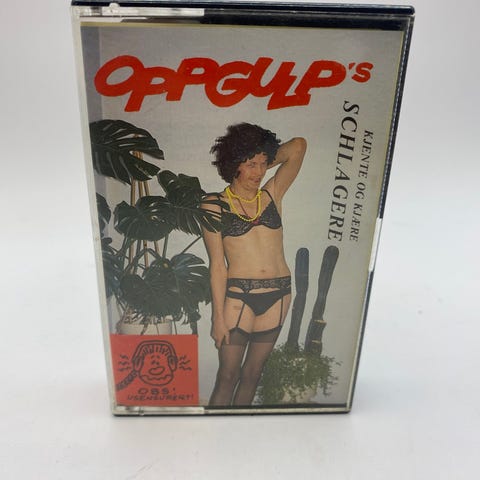 OPPGULP's
KJENTE OG KJÆRE
SCHLAGERE
OBS!
USENSURERT!